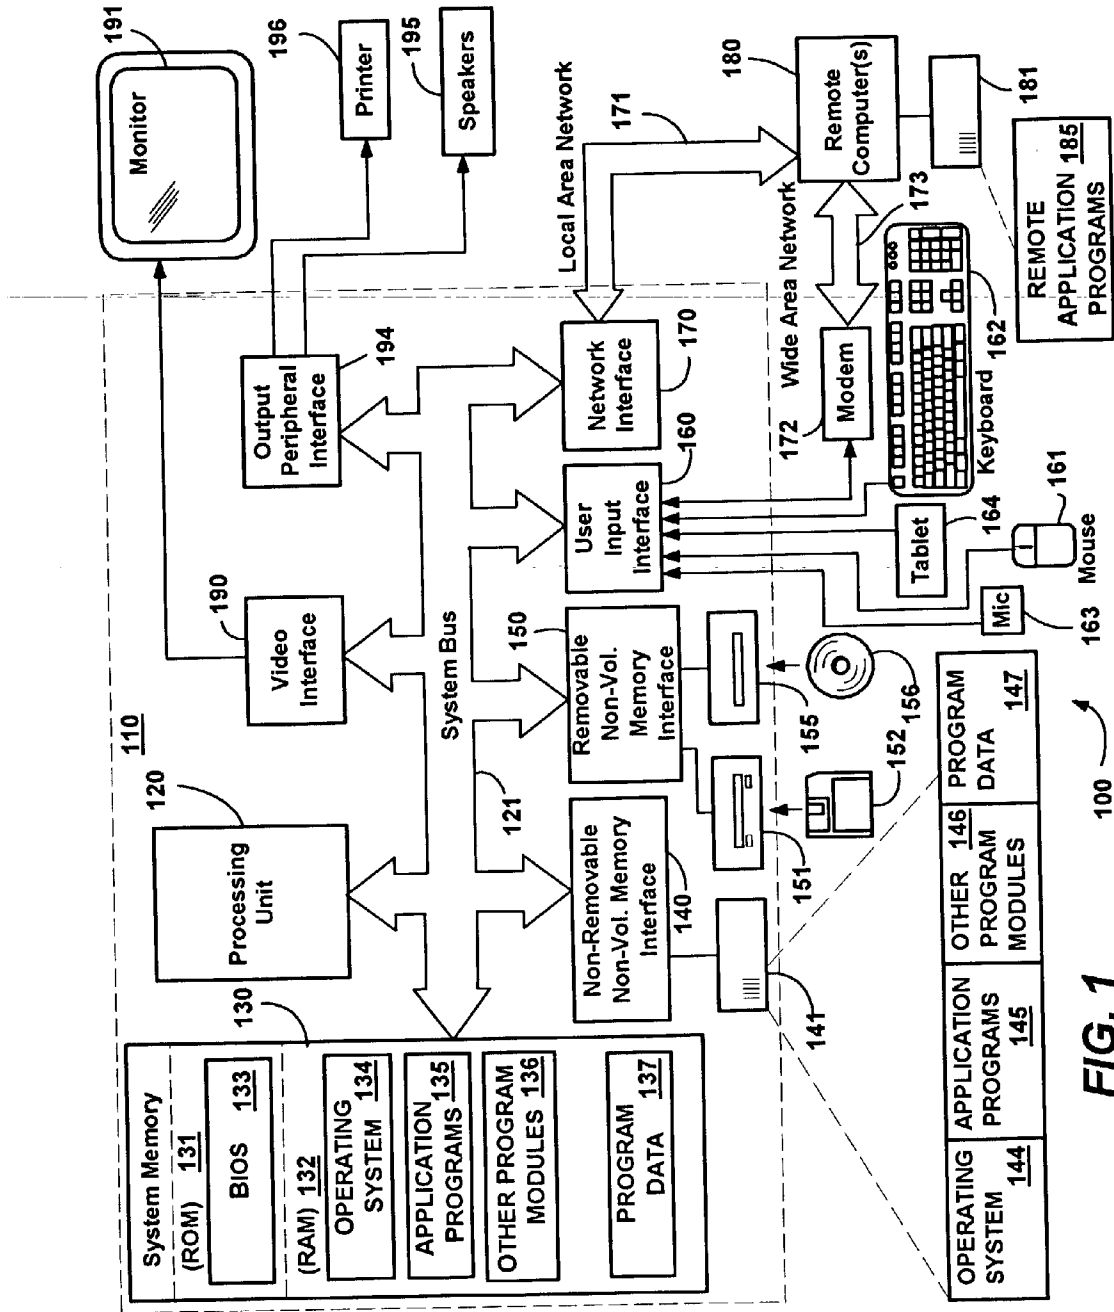 System Memory
(ROM) 131
BIOS 133
(RAM) 132
OPERATING
SYSTEM 134
APPLICATION
PROGRAMS 135
OTHER PROGRAM
MODULES 136
PROGRAM
DATA 137
130
110
120
Processing
Unit
190
Video
Interface
Output
Peripheral
Interface
194
Monitor
191
196
Printer
Speakers
195
System Bus
121
Non-Removable
Non-Vol. Memory
Interface
140
150
Removable
Non-Vol.
Memory
Interface
User
Input
Interface
160
Network
Interface
170
Local Area Network
171
180
Remote
Computer(s)
181
Wide Area Network
173
172
Modem
141
151
155
152
156
Mic
163
Mouse
161
Tablet
164
Keyboard
162
REMOTE
APPLICATION 185
PROGRAMS
OPERATING
SYSTEM 144
APPLICATION
PROGRAMS
145
OTHER 146
PROGRAM
MODULES
PROGRAM
DATA 147
100
FIG. 1